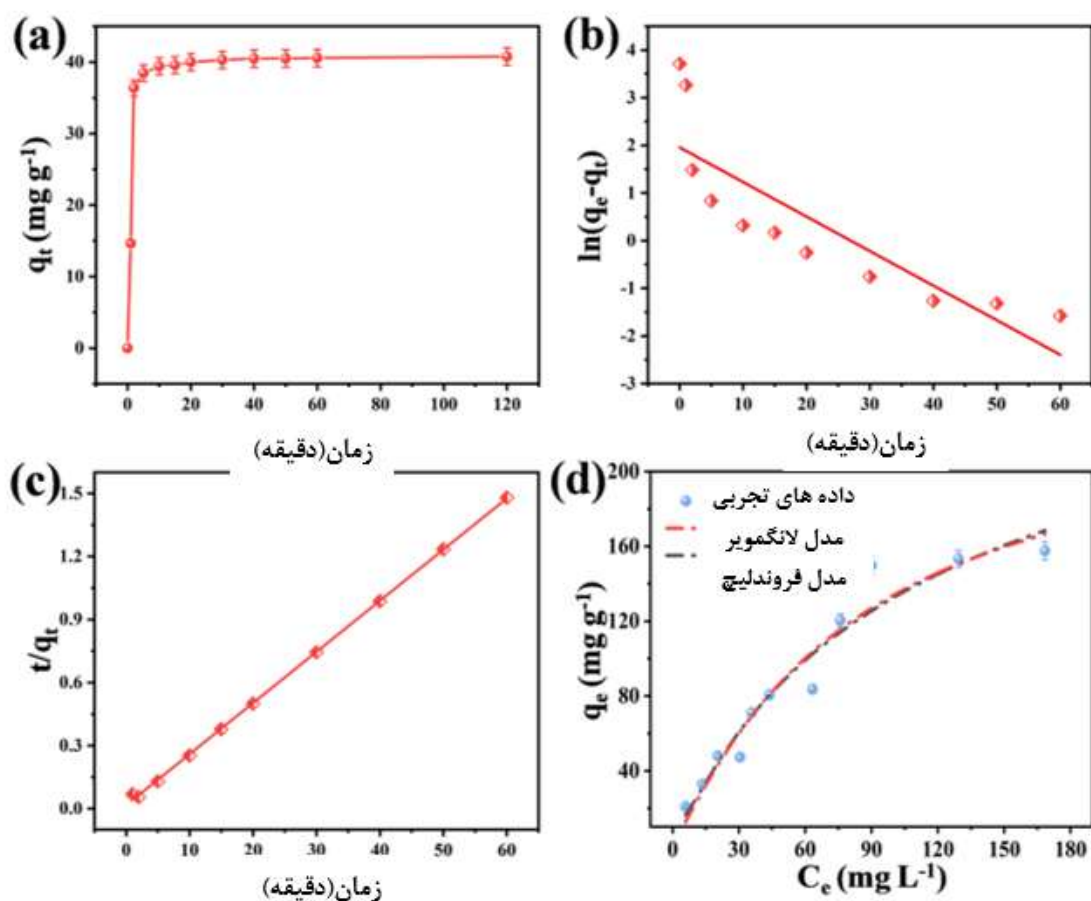 (a)
q_t (mg g⁻¹)
40
30
20
10
0
0 20 40 60 80 100 120
زمان(دقیقه)
(b)
ln(q_e-q_t)
4
3
2
1
0
-1
-2
-3
0 10 20 30 40 50 60
زمان(دقیقه)
(c)
t/q_t
1.5
1.2
0.9
0.6
0.3
0.0
0 10 20 30 40 50 60
زمان(دقیقه)
(d)
q_e (mg g⁻¹)
200
160
120
80
40
داده های تجربی
مدل لانگمویر
مدل فروندلیچ
0 30 60 90 120 150 180
C_e (mg L⁻¹)